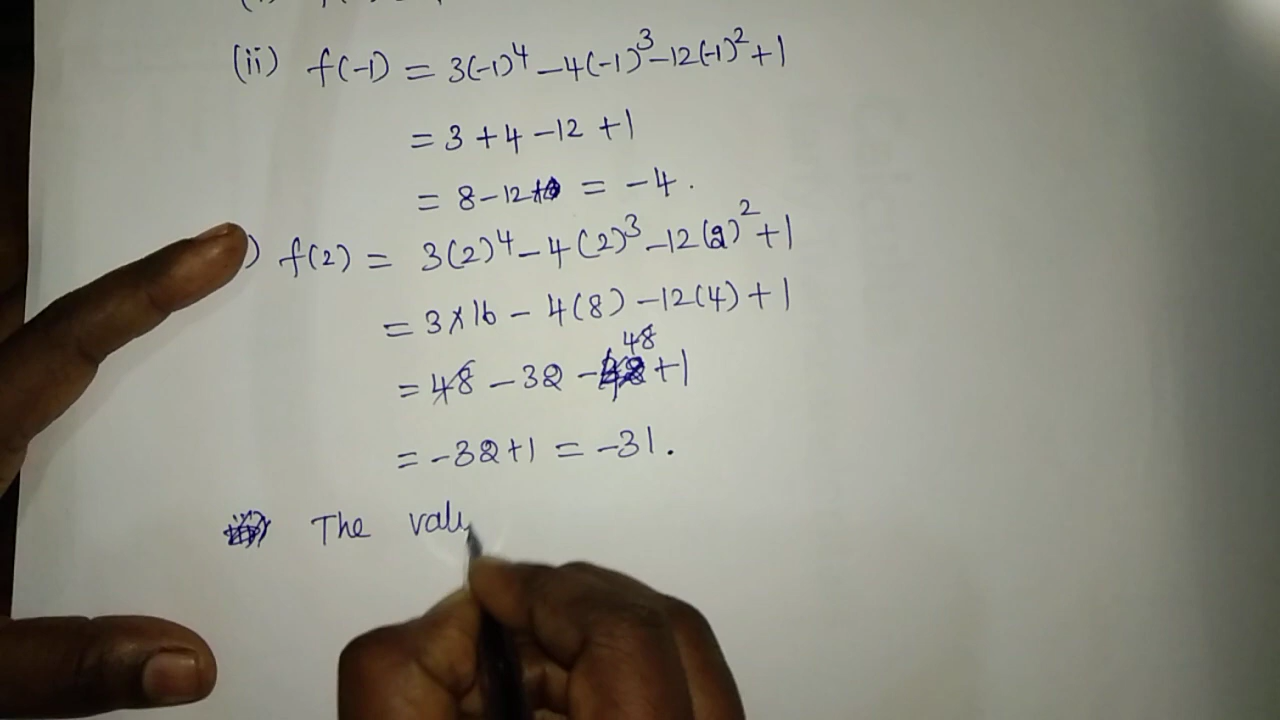 (ii) f(-1) = 3(-1)⁴ - 4(-1)³ - 12(-1)² + 1
= 3 + 4 - 12 + 1
= 8 - 12 = -4.
) f(2) = 3(2)⁴ - 4(2)³ - 12(2)² + 1
= 3 × 16 - 4(8) - 12(4) + 1
= 48 - 32 - 48 + 1
= -32 + 1 = -31.
The valu